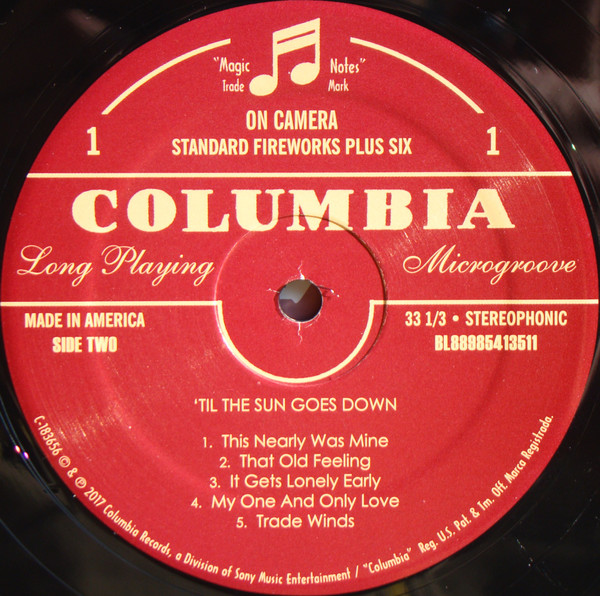 "Magic Notes"
Trade Mark
ON CAMERA
1 STANDARD FIREWORKS PLUS SIX 1
COLUMBIA
Long Playing Microgroove
MADE IN AMERICA 33 1/3 • STEREOPHONIC
SIDE TWO BL88985413511
'TIL THE SUN GOES DOWN
1. This Nearly Was Mine
2. That Old Feeling
3. It Gets Lonely Early
4. My One And Only Love
5. Trade Winds
C-183656 © & ℗ 2017 Columbia Records, a Division of Sony Music Entertainment / "Columbia" Reg. U.S. Pat. & Tm. Off. Marca Registrada.